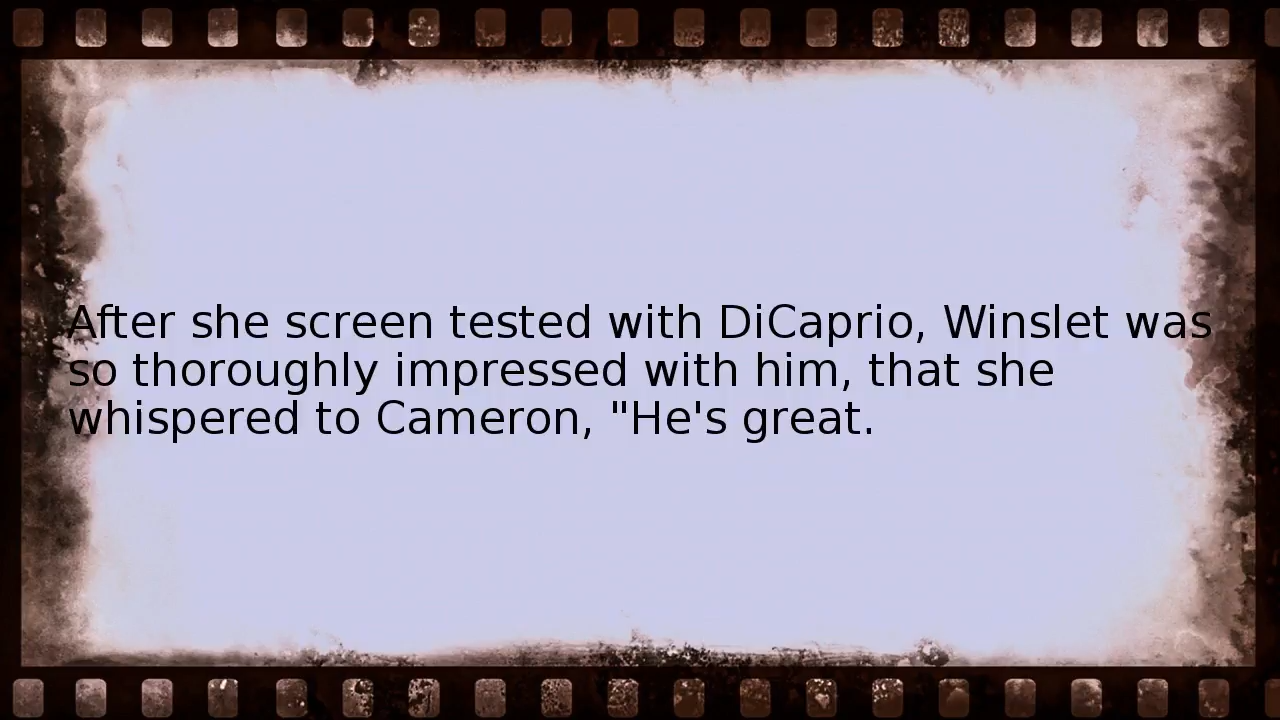 After she screen tested with DiCaprio, Winslet was
so thoroughly impressed with him, that she
whispered to Cameron, "He's great.